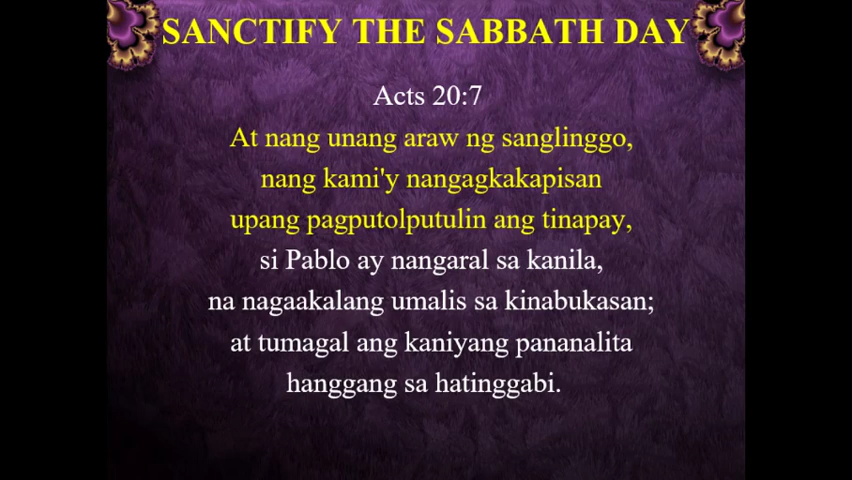 SANCTIFY THE SABBATH DAY
Acts 20:7
At nang unang araw ng sanglinggo,
nang kami'y nangagkakapisan
upang pagputolputulin ang tinapay,
si Pablo ay nangaral sa kanila,
na nagaakalang umalis sa kinabukasan;
at tumagal ang kaniyang pananalita
hanggang sa hatinggabi.